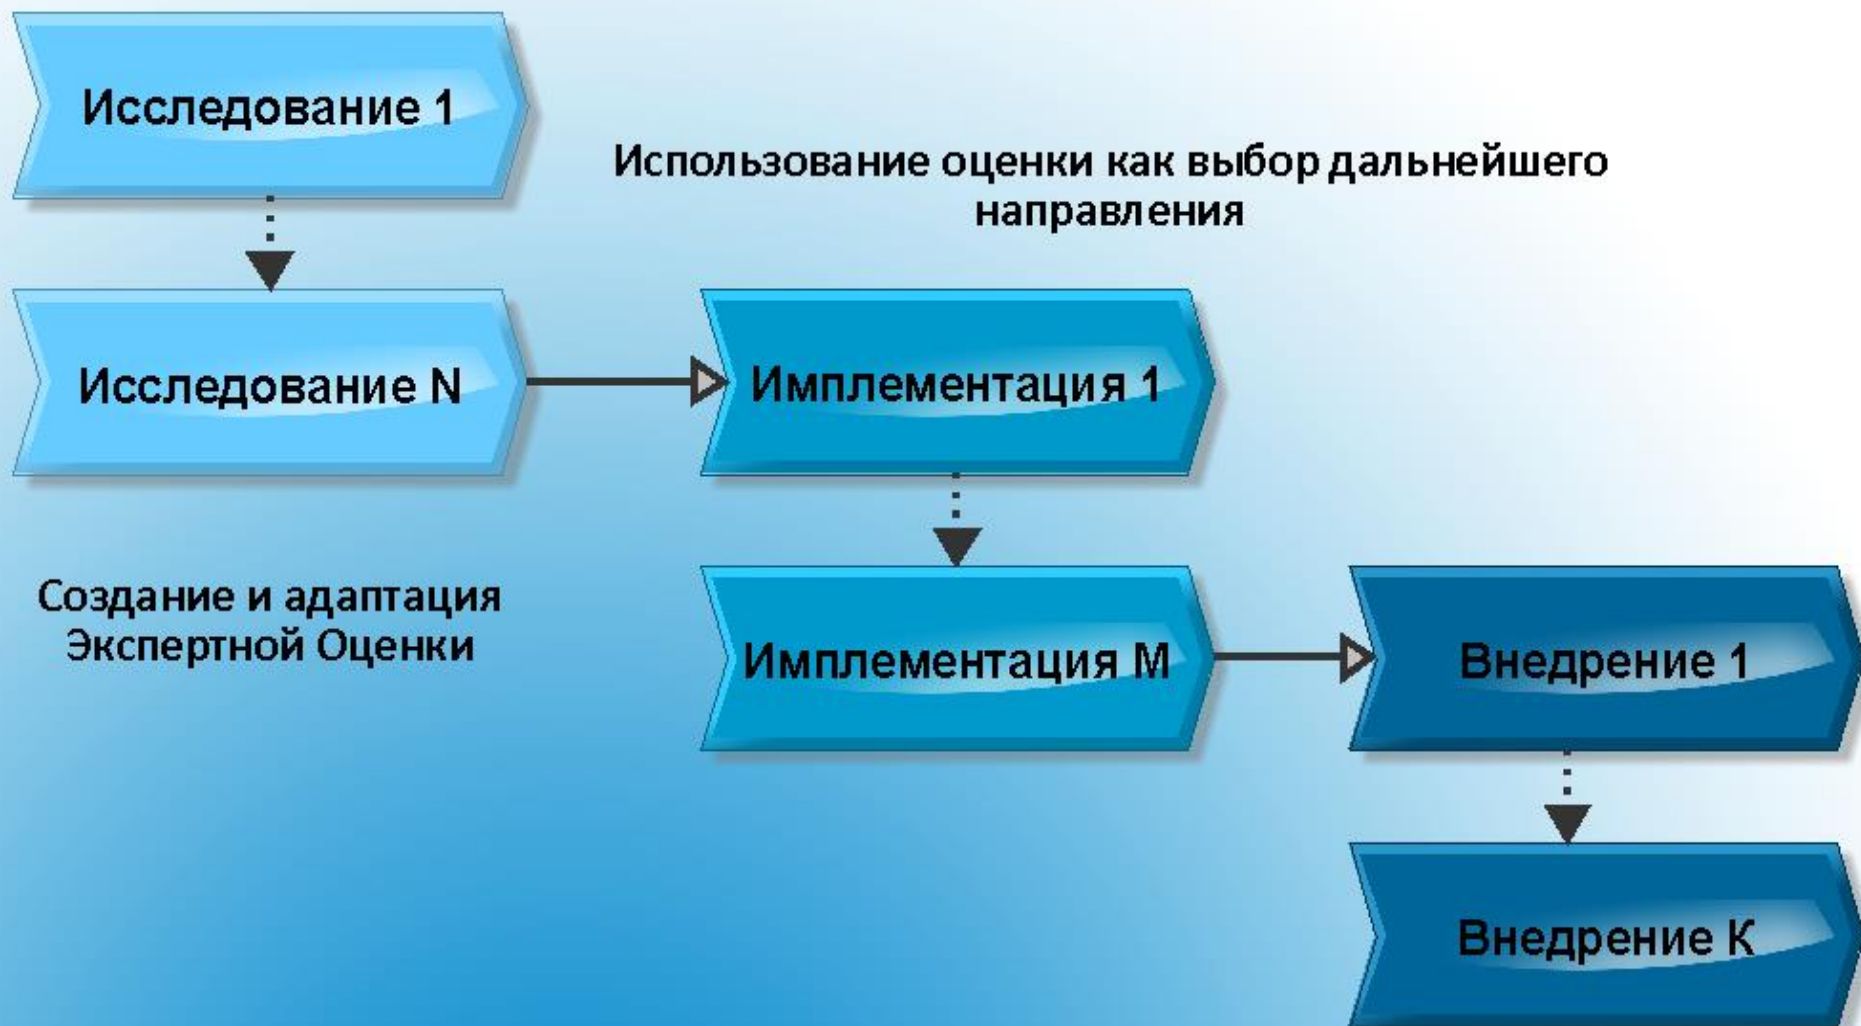 Исследование 1
Использование оценки как выбор дальнейшего
направления
Исследование N
Имплементация 1
Создание и адаптация
Экспертной Оценки
Имплементация М
Внедрение 1
Внедрение К